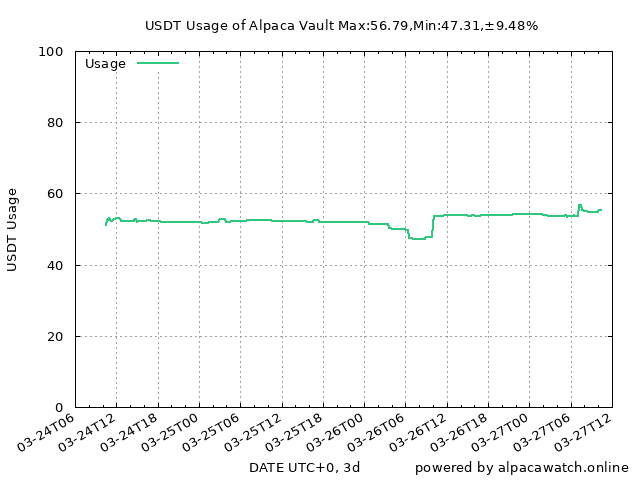 USDT Usage of Alpaca Vault Max:56.79,Min:47.31,±9.48%
Usage
100
80
60
40
20
0
USDT Usage
03-24T06
03-24T12
03-24T18
03-25T00
03-25T06
03-25T12
03-25T18
03-26T00
03-26T06
03-26T12
03-26T18
03-27T00
03-27T06
03-27T12
DATE UTC+0, 3d
powered by alpacawatch.online